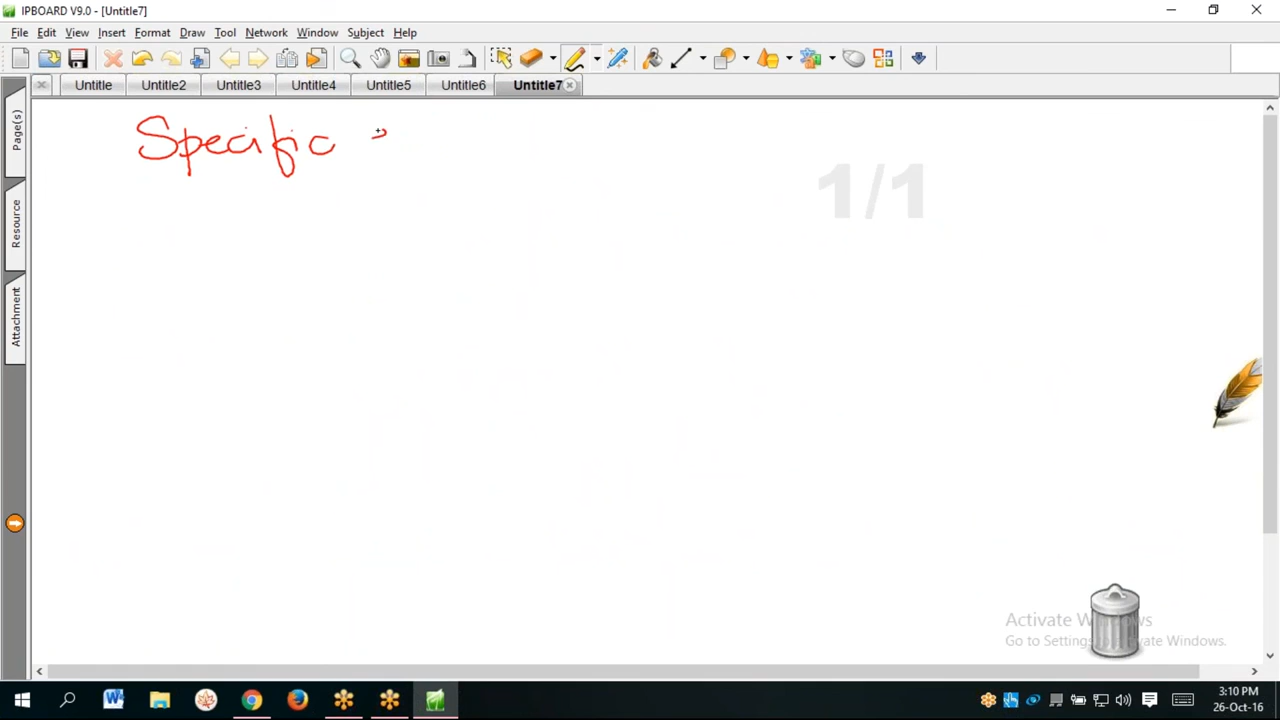 IPBOARD V9.0 - [Untitle7]
File Edit View Insert Format Draw Tool Network Window Subject Help
Untitle Untitle2 Untitle3 Untitle4 Untitle5 Untitle6 Untitle7
Page(s)
Resource
Attachment
Specific
1/1
Activate Windows
Go to Settings to activate Windows.
3:10 PM
26-Oct-16